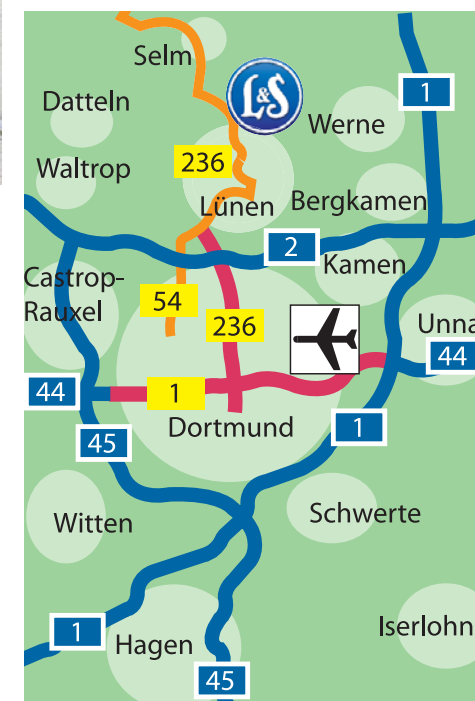 Selm
L&S
1
Datteln
Werne
Waltrop
236
Lünen
Bergkamen
2
Kamen
Castrop-
Rauxel
54
236
Unna
44
44
1
Dortmund
1
45
Witten
Schwerte
1
Hagen
Iserlohn
45